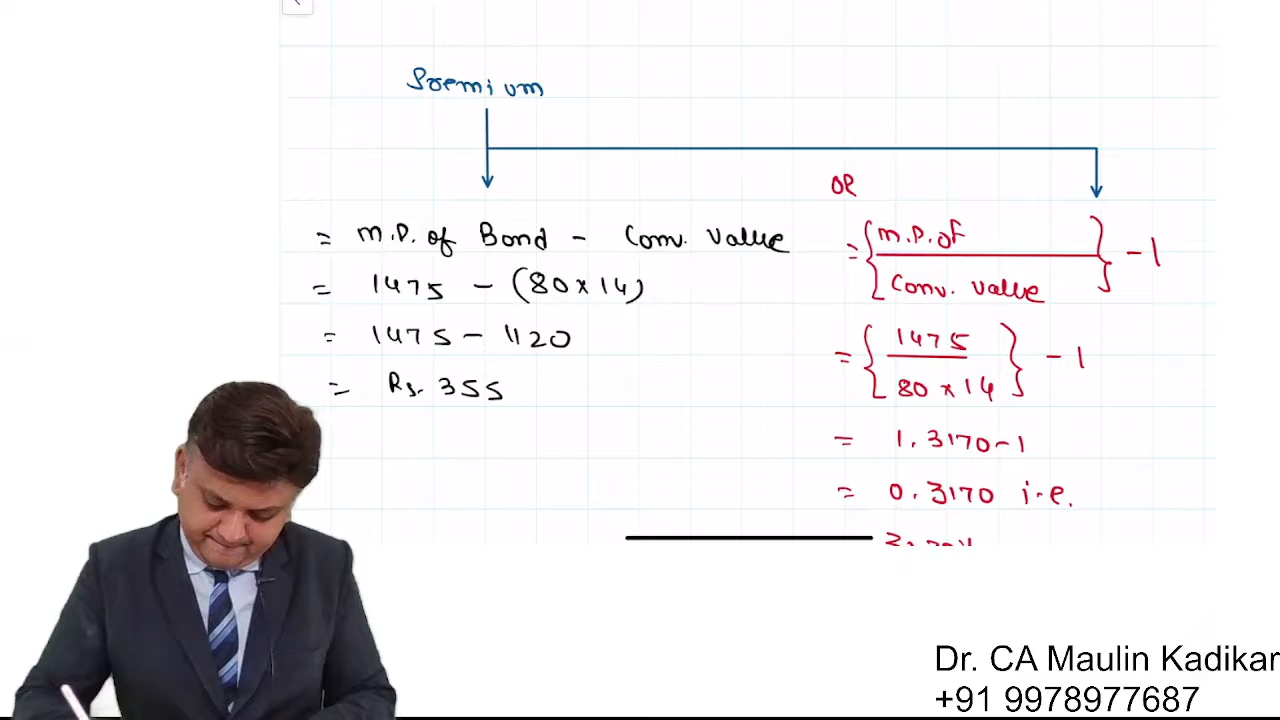 Premium
= M.P. of Bond - Conv. Value
= 1475 - (80 x 14)
= 1475 - 1120
= Rs. 355
OR
= { M.P. of
Conv. Value } - 1
= { 1475
80 x 14 } - 1
= 1.3170 - 1
= 0.3170 i.e.
Dr. CA Maulin Kadikar
+91 9978977687